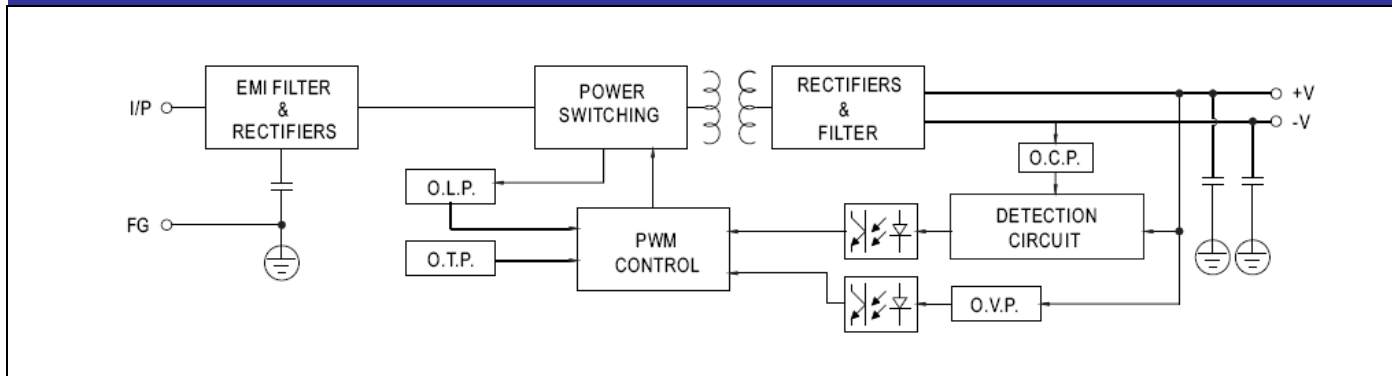 I/P
EMI FILTER
&
RECTIFIERS
POWER
SWITCHING
RECTIFIERS
&
FILTER
+V
-V
O.C.P.
O.L.P.
FG
PWM
CONTROL
DETECTION
CIRCUIT
O.T.P.
O.V.P.